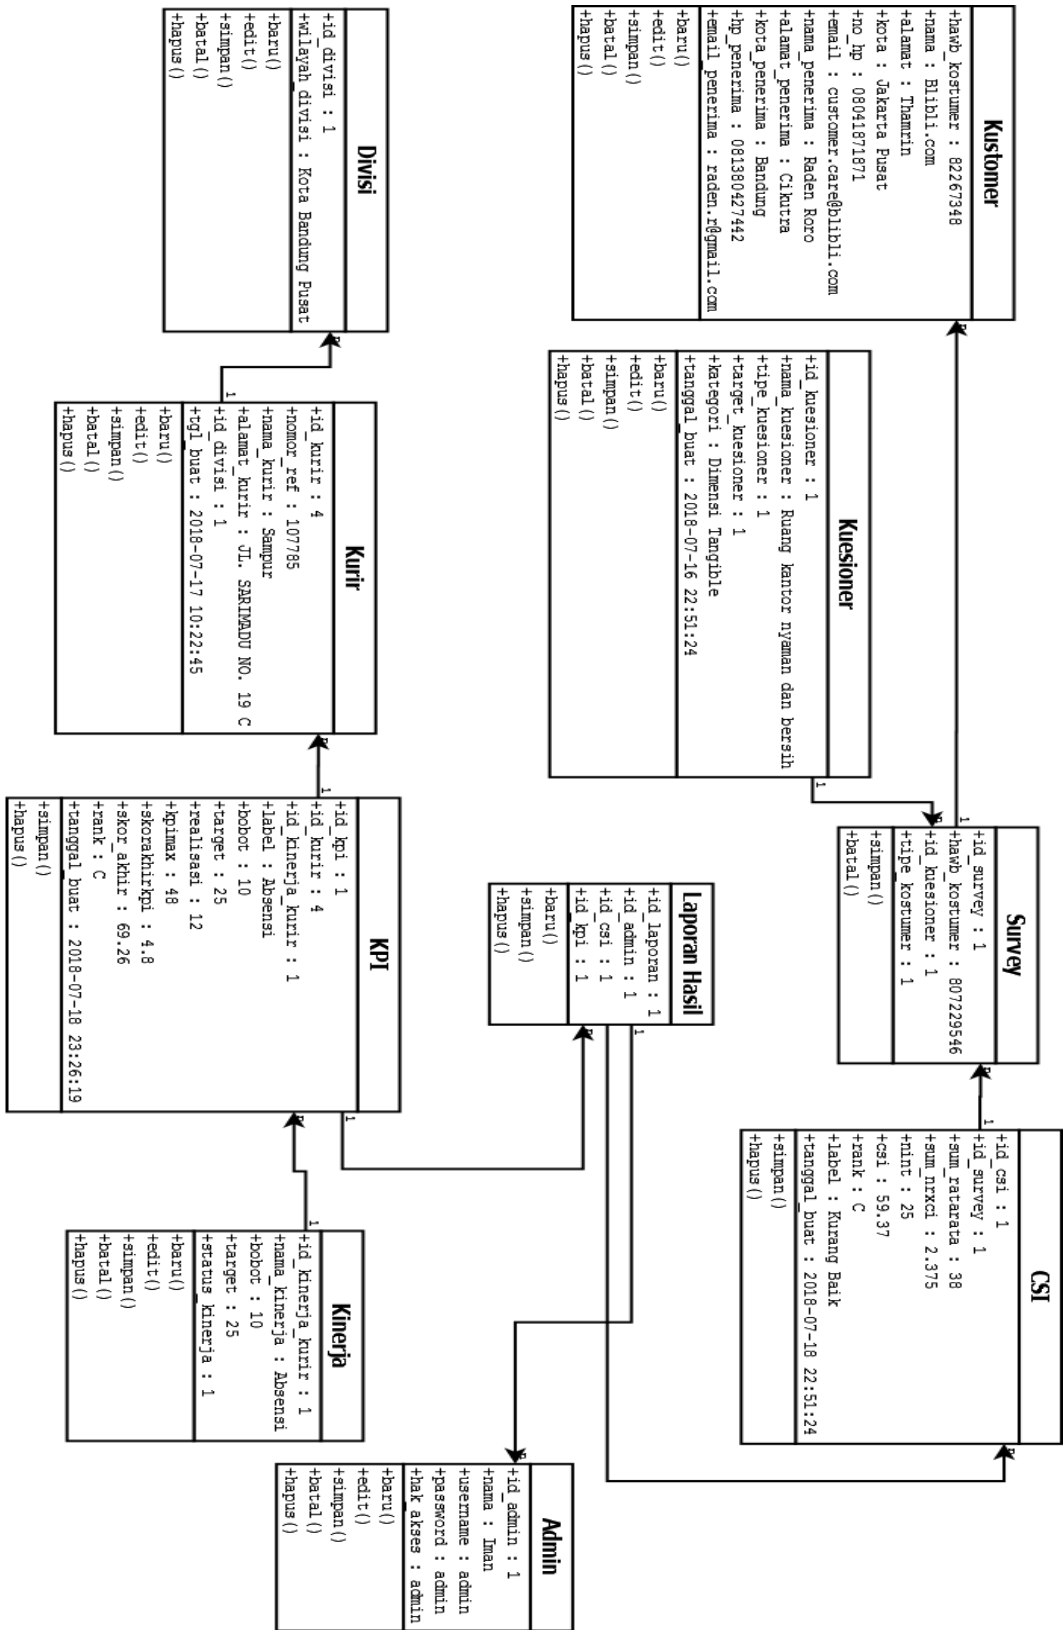 Kustomer
+hawb_kostumer : 82267348
+nama : Blibli.com
+alamat : Thamrin
+kota : Jakarta Pusat
+no_hp : 08041871871
+email : customer.care@blibli.com
+nama_penerima : Raden Roro
+alamat_penerima : Cikutra
+kota_penerima : Bandung
+hp_penerima : 081380427442
+email_penerima : raden.r@gmail.com
+baru()
+edit()
+simpan()
+batal()
+hapus()
n
1
Survey
+id_survey : 1
+hawb_kostumer : 807229546
+id_kuesioner : 1
+tipe_kostumer : 1
+simpan()
+batal()
n
n
1
CSI
+id_csi : 1
+id_survey : 1
+sum_ratarata : 38
+sum_nrxci : 2.375
+nint : 25
+csi : 59.37
+rank : C
+label : Kurang Baik
+tanggal_buat : 2018-07-18 22:51:24
+simpan()
+hapus()
n
Kuesioner
+id_kuesioner : 1
+nama_kuesioner : Ruang kantor nyaman dan bersih
+tipe_kuesioner : 1
+target_kuesioner : 1
+kategori : Dimensi Tangible
+tanggal_buat : 2018-07-16 22:51:24
+baru()
+edit()
+simpan()
+batal()
+hapus()
1
Laporan Hasil
+id_laporan : 1
+id_admin : 1
+id_csi : 1
+id_kpi : 1
+baru()
+simpan()
+hapus()
1
n
Admin
+id_admin : 1
+nama : Iman
+username : admin
+password : admin
+hak_akses : admin
+baru()
+edit()
+simpan()
+batal()
+hapus()
n
Divisi
+id_divisi : 1
+wilayah_divisi : Kota Bandung Pusat
+baru()
+edit()
+simpan()
+batal()
+hapus()
n
1
Kurir
+id_kurir : 4
+nomor_ref : 107785
+nama_kurir : Sampur
+alamat_kurir : JL. SARIMADU NO. 19 C
+id_divisi : 1
+tgl_buat : 2018-07-17 10:22:45
+baru()
+edit()
+simpan()
+batal()
+hapus()
n
1
KPI
+id_kpi : 1
+id_kurir : 4
+id_kinerja_kurir : 1
+label : Absensi
+bobot : 10
+target : 25
+realisasi : 12
+kpimax : 48
+skorakhirkpi : 4.8
+skor_akhir : 69.26
+rank : C
+tanggal_buat : 2018-07-18 23:26:19
+simpan()
+hapus()
1
n
1
Kinerja
+id_kinerja_kurir : 1
+nama_kinerja : Absensi
+bobot : 10
+target : 25
+status_kinerja : 1
+baru()
+edit()
+simpan()
+batal()
+hapus()